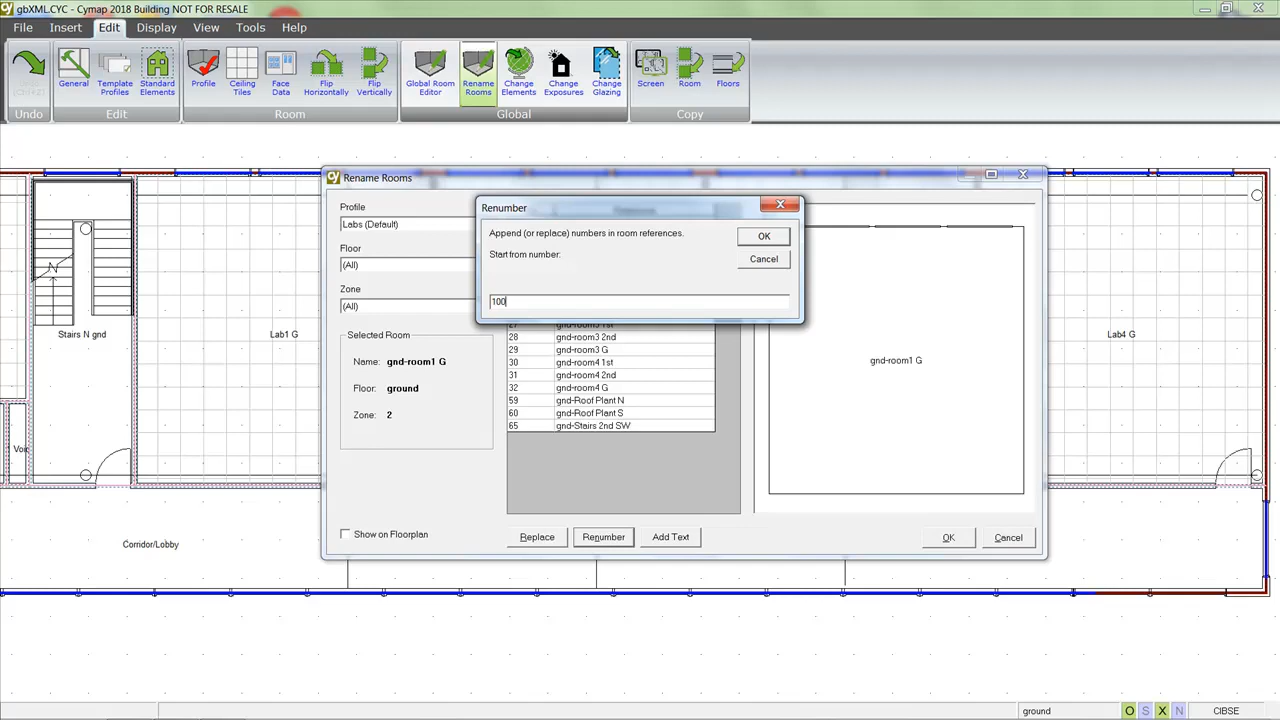 gbXML.CYC - Cymap 2018 Building NOT FOR RESALE
File Insert Edit Display View Tools Help
General Template Profiles Standard Elements Profile Ceiling Tiles Face Data Flip Horizontally Flip Vertically Global Room Editor Rename Rooms Change Elements Change Exposures Change Glazing Screen Room Floors
Undo Edit Room Global Copy
Rename Rooms
Profile
Labs (Default)
Floor
(All)
Zone
(All)
Selected Room
Name: gnd-room1 G
Floor: ground
Zone: 2
Show on Floorplan
Renumber
Append (or replace) numbers in room references.
Start from number:
100
OK
Cancel
27 gnd-room3 1st
28 gnd-room3 2nd
29 gnd-room3 G
30 gnd-room4 1st
31 gnd-room4 2nd
32 gnd-room4 G
59 gnd-Roof Plant N
60 gnd-Roof Plant S
65 gnd-Stairs 2nd SW
Replace Renumber Add Text
gnd-room1 G
OK Cancel
N
Stairs N gnd
Lab1 G
Lab4 G
Voi
Corridor/Lobby
ground O S X N CIBSE